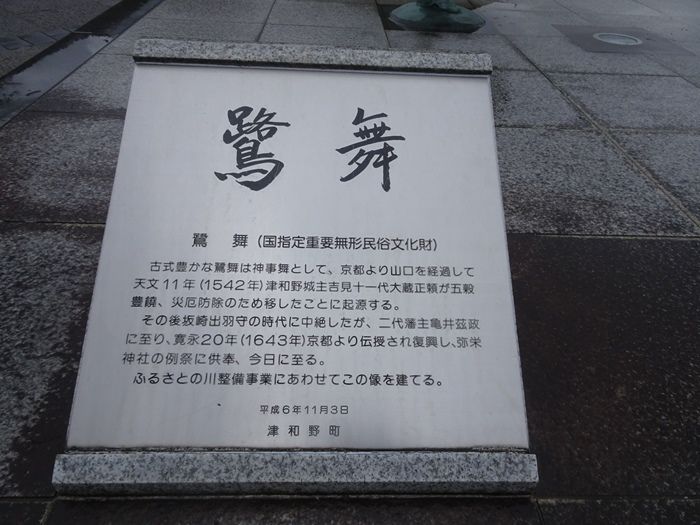 鷺舞
鷺 舞(国指定重要無形民俗文化財)
古式豊かな鷺舞は神事舞として、京都より山口を経過して
天文11年(1542年)津和野城主吉見十一代大蔵正頼が五穀
豊饒、災厄防除のため移したことに起源する。
その後坂崎出羽守の時代に中絶したが、二代藩主亀井茲政
に至り、寛永20年(1643年)京都より伝授され復興し、弥栄
神社の例祭に供奉、今日に至る。
ふるさとの川整備事業にあわせてこの像を建てる。
平成6年11月3日
津和野町